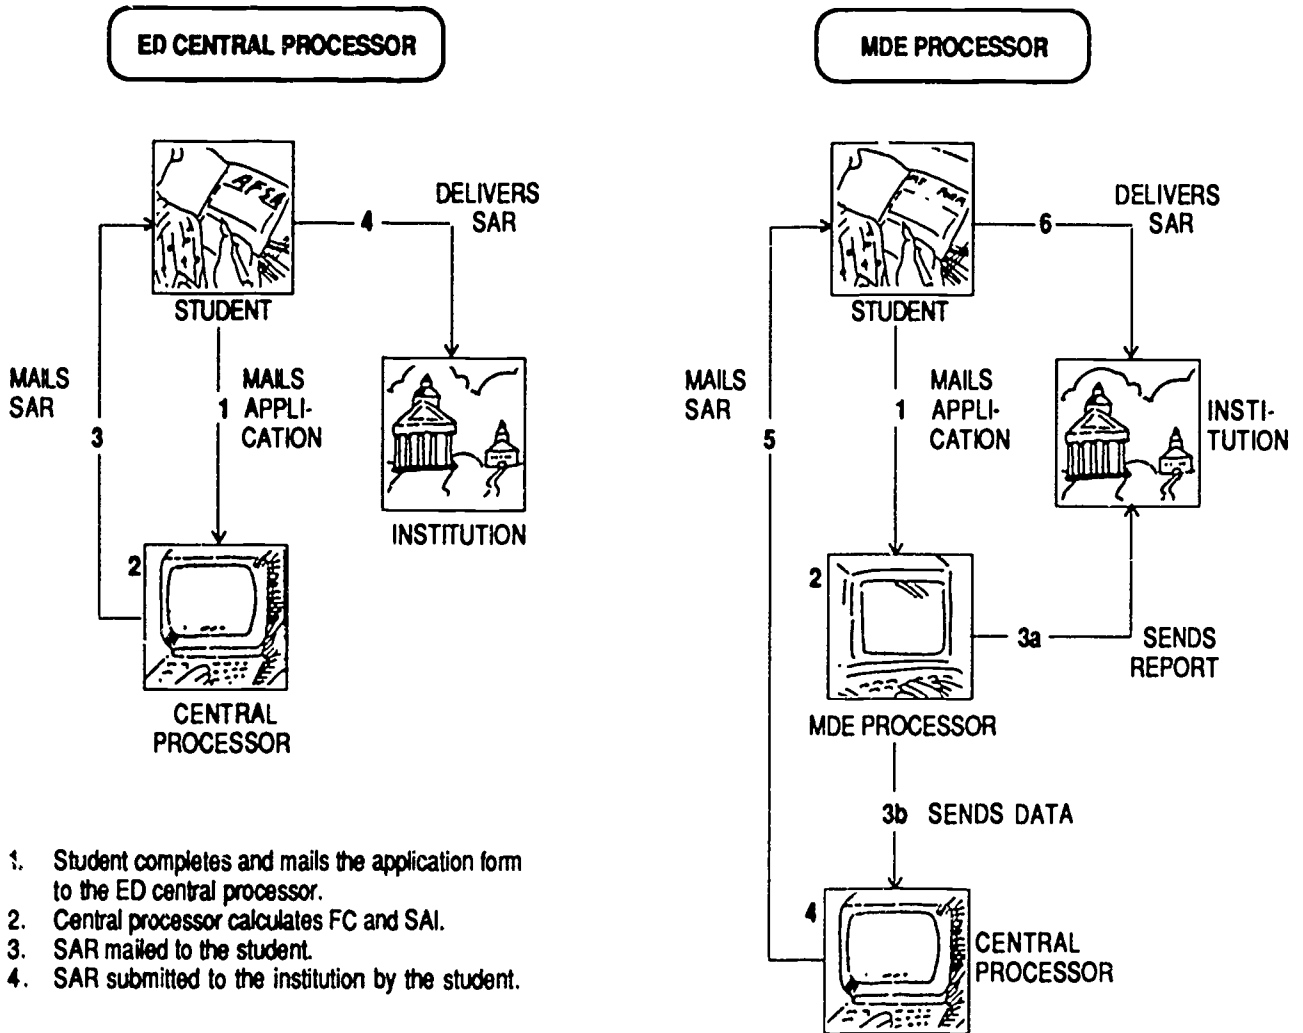 ED CENTRAL PROCESSOR
AFSA
4
DELIVERS
SAR
STUDENT
MAILS
SAR
3
1
MAILS
APPLI-
CATION
INSTITUTION
2
CENTRAL
PROCESSOR
1. Student completes and mails the application form
to the ED central processor.
2. Central processor calculates FC and SAI.
3. SAR mailed to the student.
4. SAR submitted to the institution by the student.
MDE PROCESSOR
6
DELIVERS
SAR
STUDENT
MAILS
SAR
5
1
MAILS
APPLI-
CATION
INSTI-
TUTION
2
3a
SENDS
REPORT
MDE PROCESSOR
3b SENDS DATA
4
CENTRAL
PROCESSOR